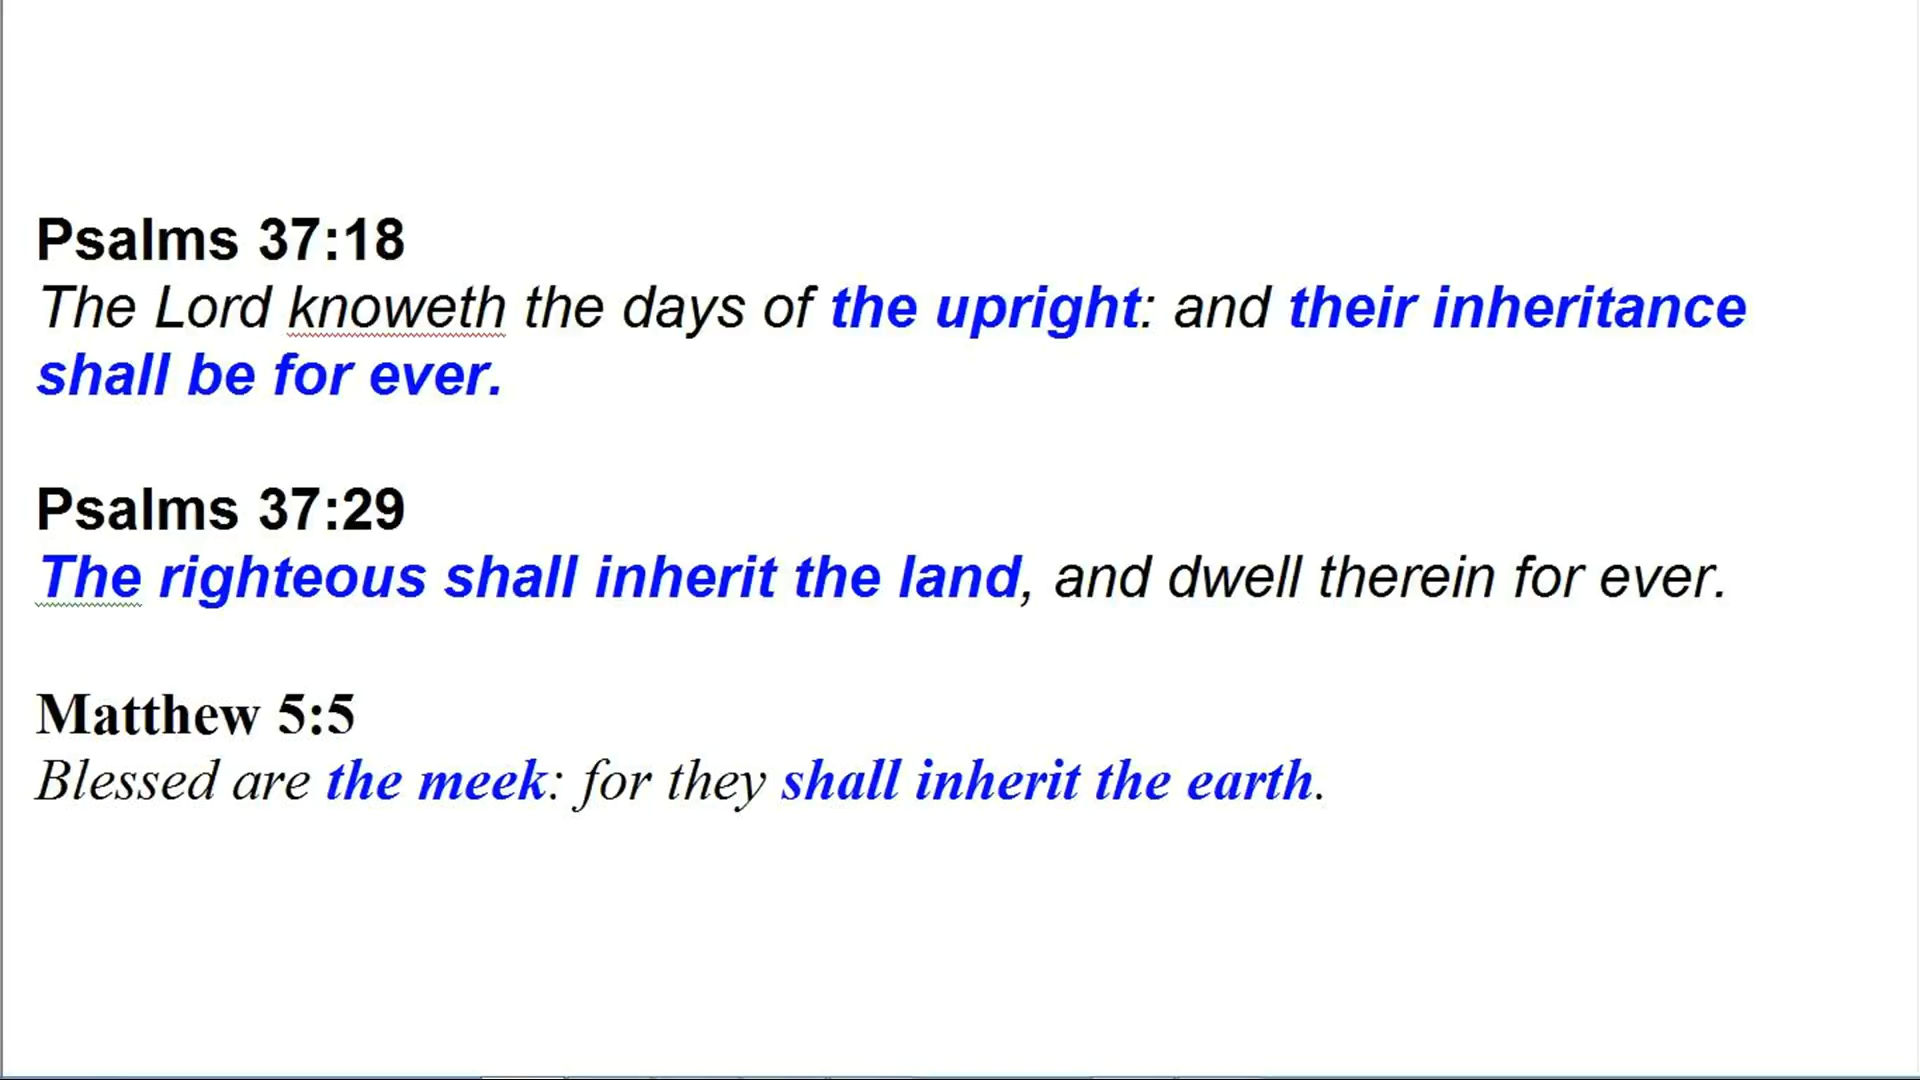 Psalms 37:18
The Lord knoweth the days of the upright: and their inheritance
shall be for ever.
Psalms 37:29
The righteous shall inherit the land, and dwell therein for ever.
Matthew 5:5
Blessed are the meek: for they shall inherit the earth.